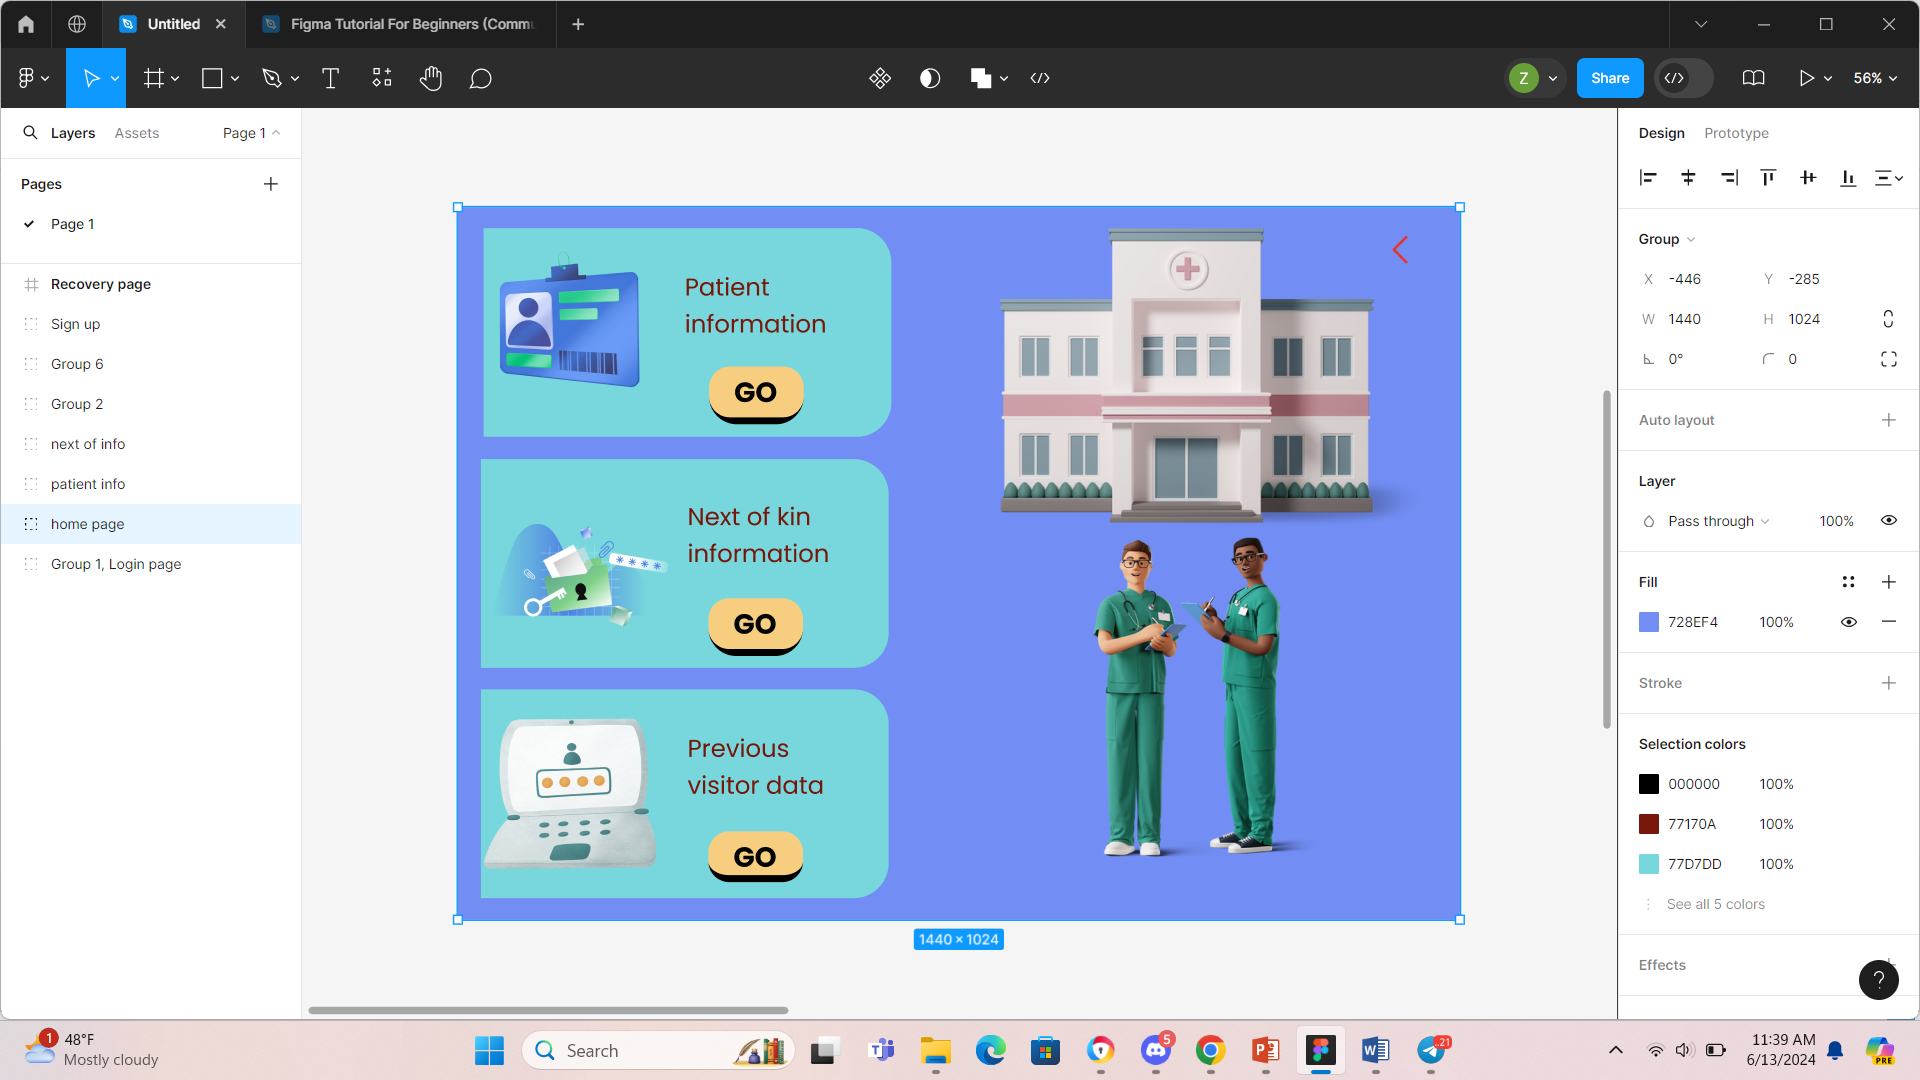 Untitled
Figma Tutorial For Beginners (Commu
Z
Share
56%
Layers
Assets
Page 1
Pages
Page 1
Recovery page
Sign up
Group 6
Group 2
next of info
patient info
home page
Group 1, Login page
Patient
information
GO
Next of kin
information
GO
Previous
visitor data
GO
1440 × 1024
Design
Prototype
Group
X -446
Y -285
W 1440
H 1024
0°
0
Auto layout
Layer
Pass through
100%
Fill
728EF4
100%
Stroke
Selection colors
000000
100%
77170A
100%
77D7DD
100%
See all 5 colors
Effects
?
1
48°F
Mostly cloudy
Search
5
21
11:39 AM
6/13/2024
PRE